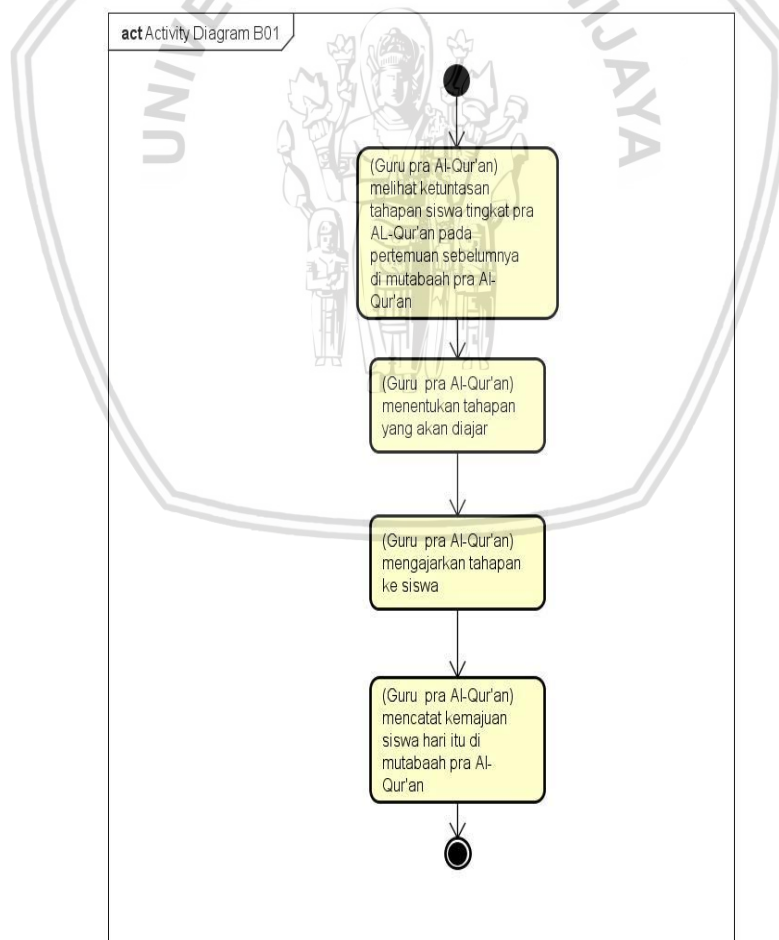 act Activity Diagram B01
(Guru pra Al-Qur'an)
melihat ketuntasan
tahapan siswa tingkat pra
AL-Qur'an pada
pertemuan sebelumnya
di mutabaah pra Al-
Qur'an
(Guru pra Al-Qur'an)
menentukan tahapan
yang akan diajar
(Guru pra Al-Qur'an)
mengajarkan tahapan
ke siswa
(Guru pra Al-Qur'an)
mencatat kemajuan
siswa hari itu di
mutabaah pra Al-
Qur'an